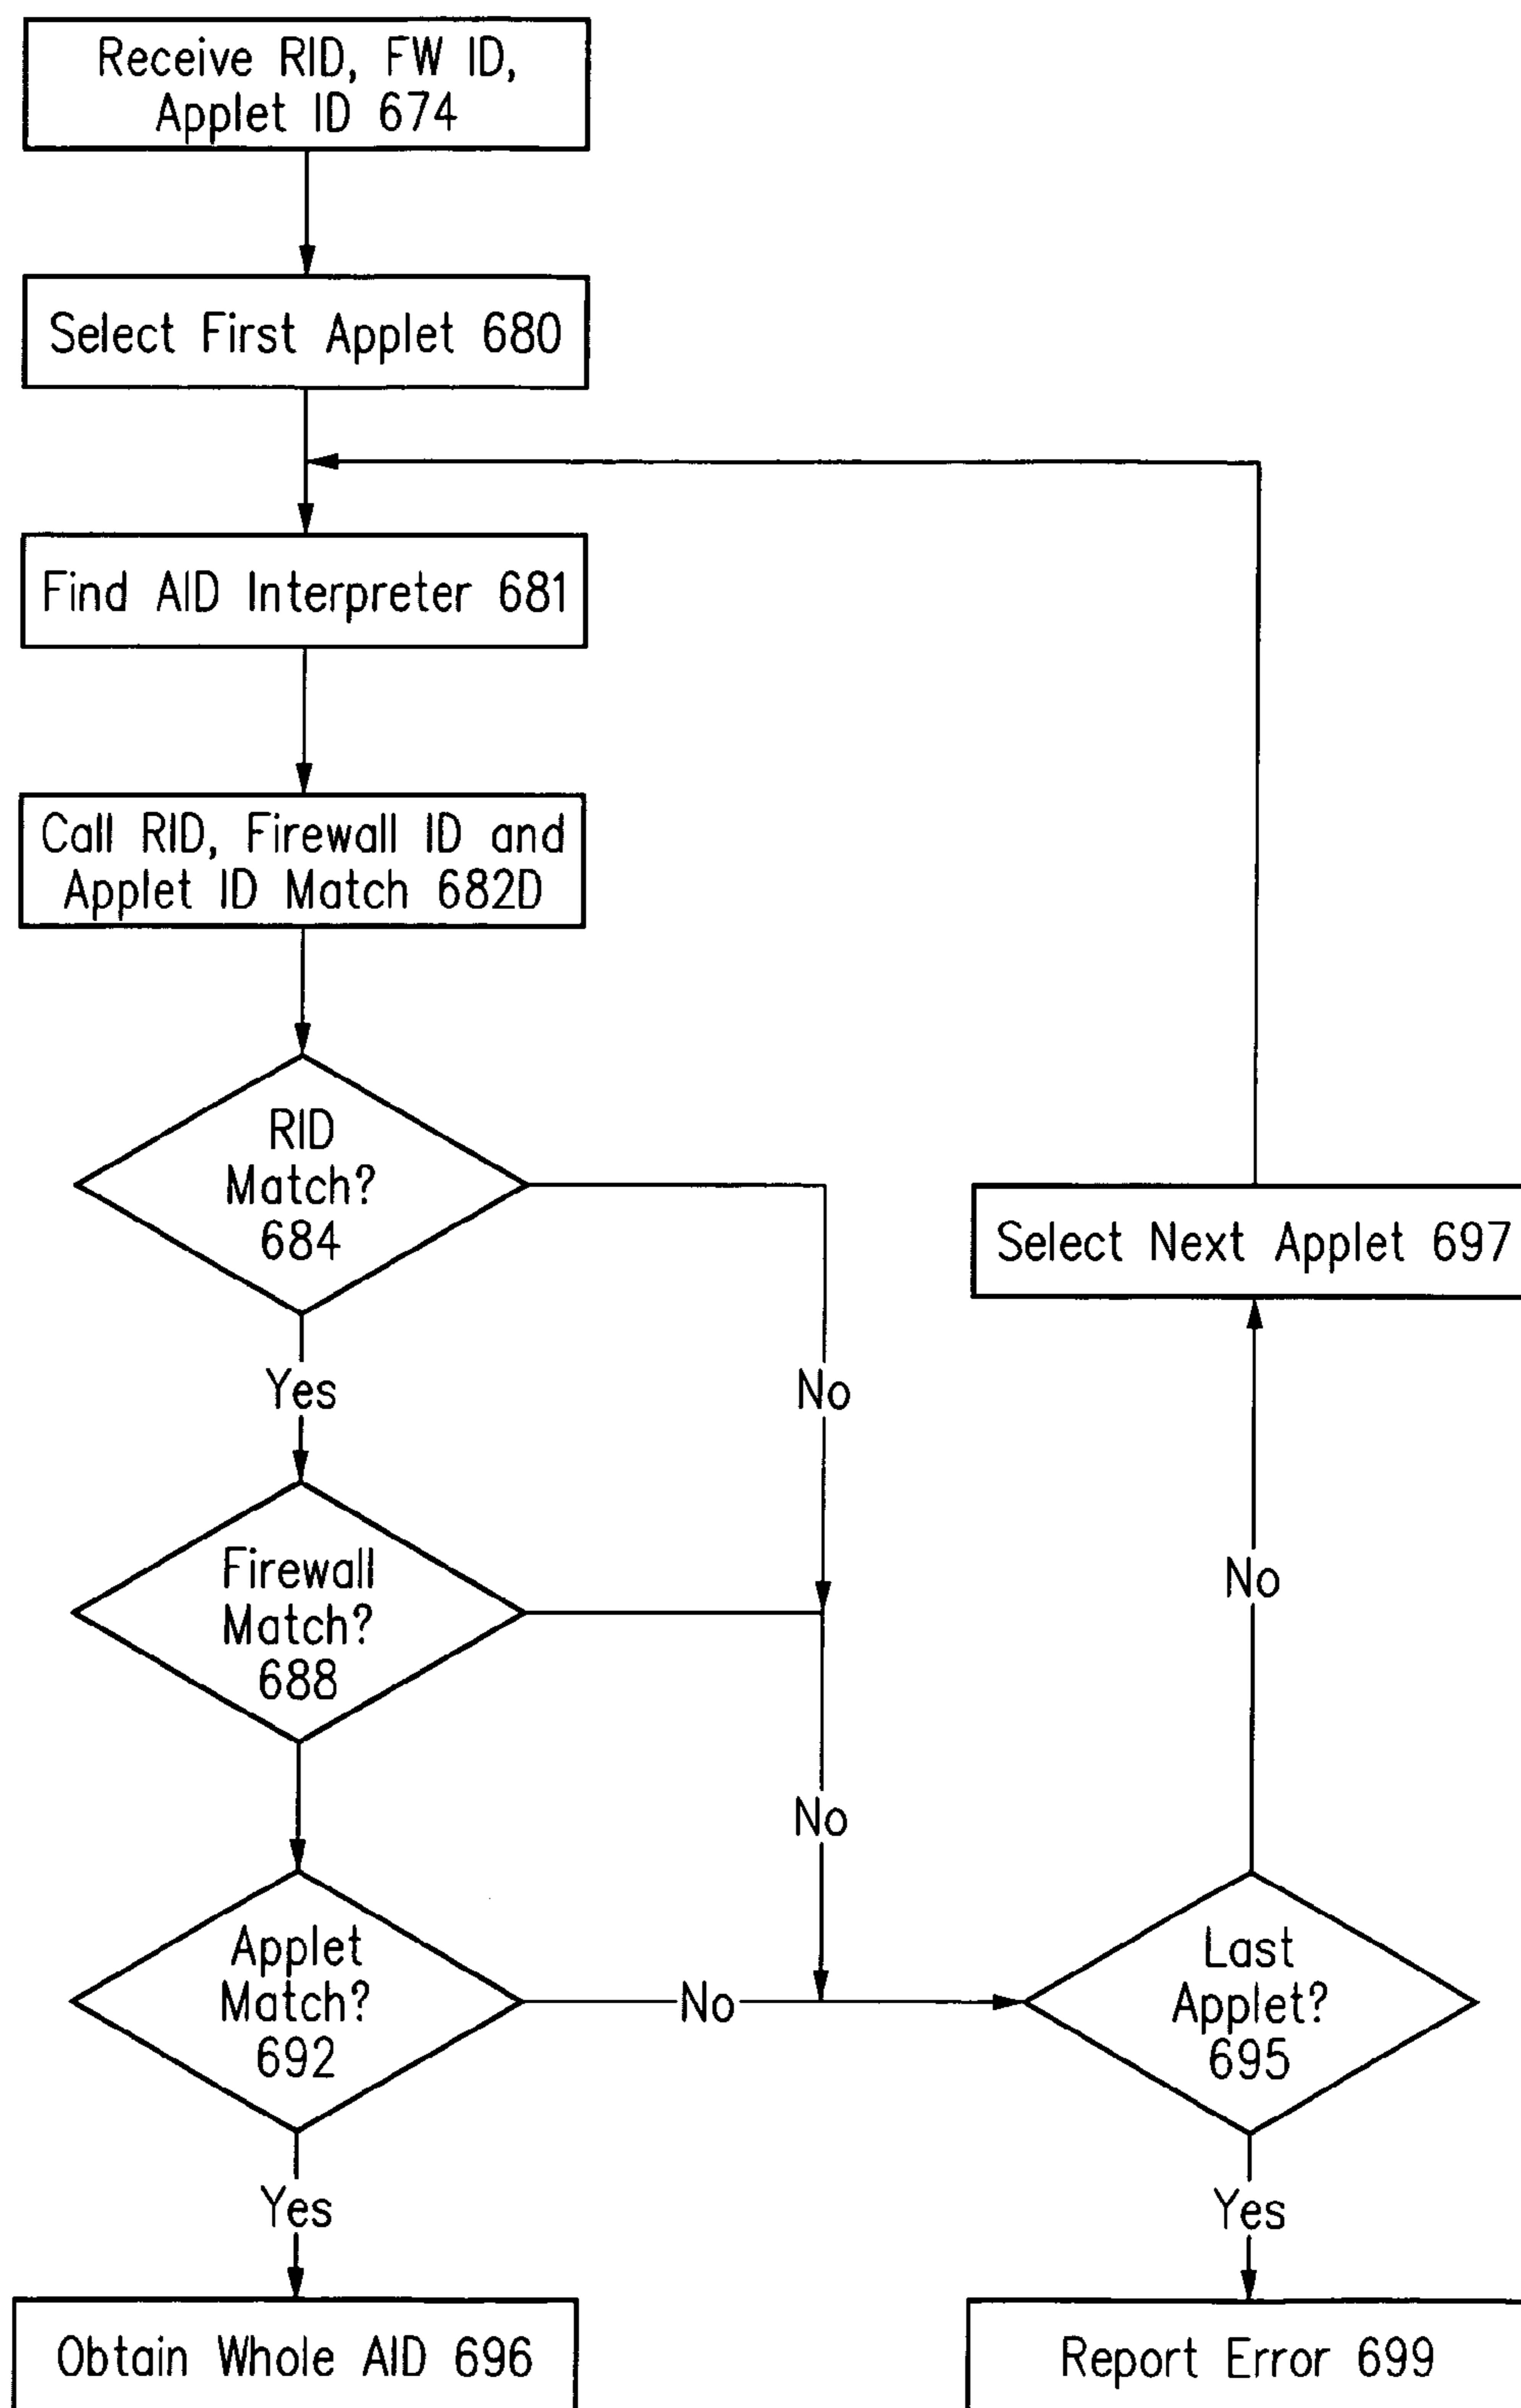 Receive RID, FW ID,
Applet ID 674
Select First Applet 680
Find AID Interpreter 681
Call RID, Firewall ID and
Applet ID Match 682D
RID
Match?
684
Select Next Applet 697
Yes
No
Firewall
Match?
688
No
No
Applet
Match?
692
No
Last
Applet?
695
Yes
Yes
Obtain Whole AID 696
Report Error 699